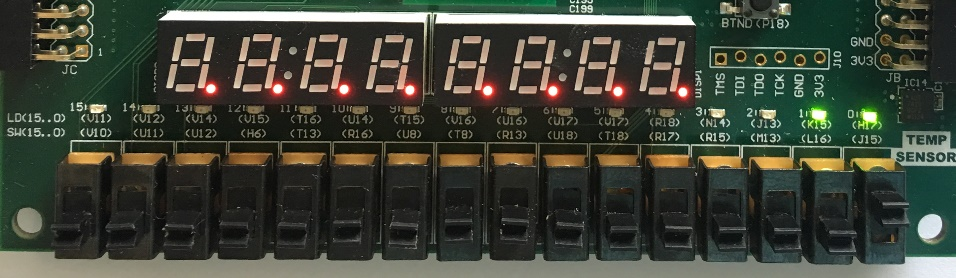 C199
BTND(P18)
JC
1
J10
TMS
TDI
TDO
TCK
GND
3V3
GND
3V3
JB
IC14
LD(15..0)
SW(15..0)
15 14 13 12 11 10 9 8 7 6 5 4 3 2 1 0
(V11) (V12) (V14) (V15) (T16) (U14) (T15) (V16) (U16) (U17) (V17) (R18) (N14) (J13) (K15) (H17)
(V10) (U11) (U12) (H6) (T13) (R16) (U8) (T8) (R13) (U18) (T18) (R17) (R15) (M13) (L16) (J15)
TEMP
SENSOR